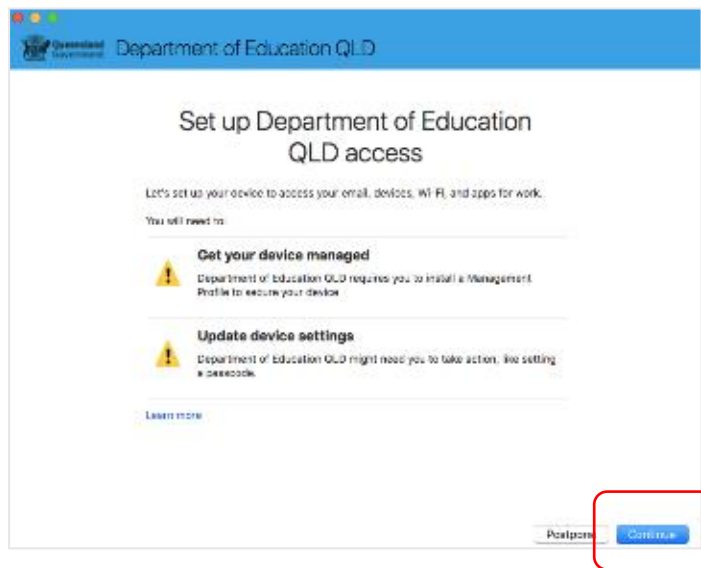 Queensland
Government
Department of Education QLD
Set up Department of Education
QLD access
Let's set up your device to access your email, devices, Wi-Fi, and apps for work.
You will need to:
Get your device managed
Department of Education QLD requires you to install a Management
Profile to secure your device
Update device settings
Department of Education QLD might need you to take action, like setting
a passcode.
Learn more
Postpone Continue